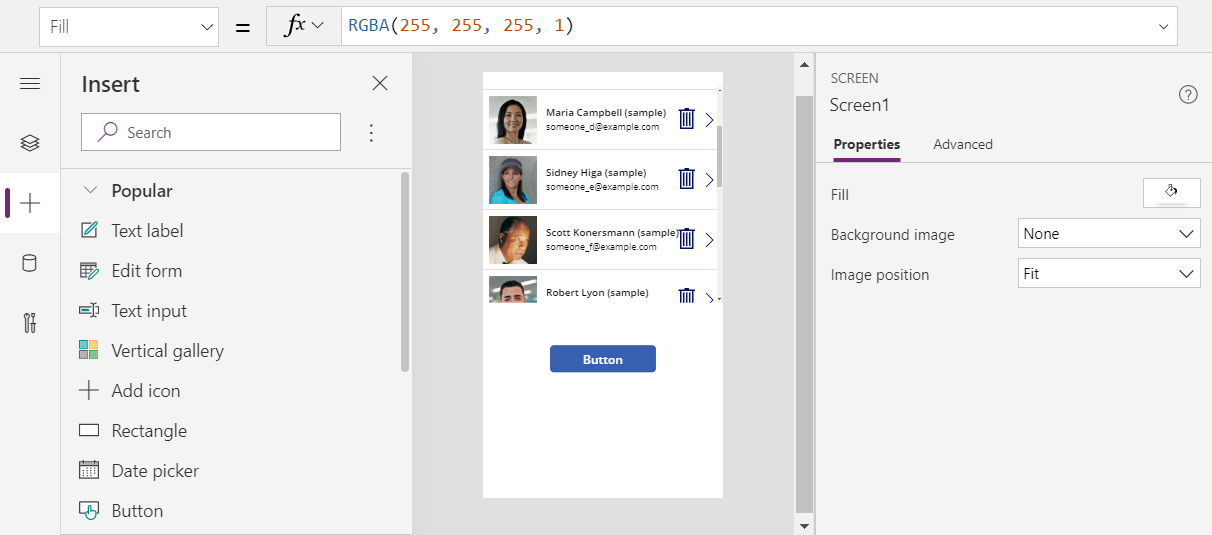 Fill
=
fx
RGBA(255, 255, 255, 1)
Insert
Search
Popular
Text label
Edit form
Text input
Vertical gallery
Add icon
Rectangle
Date picker
Button
Maria Campbell (sample)
someone_d@example.com
Sidney Higa (sample)
someone_e@example.com
Scott Konersmann (sample)
someone_f@example.com
Robert Lyon (sample)
Button
SCREEN
Screen1
?
Properties
Advanced
Fill
Background image
None
Image position
Fit